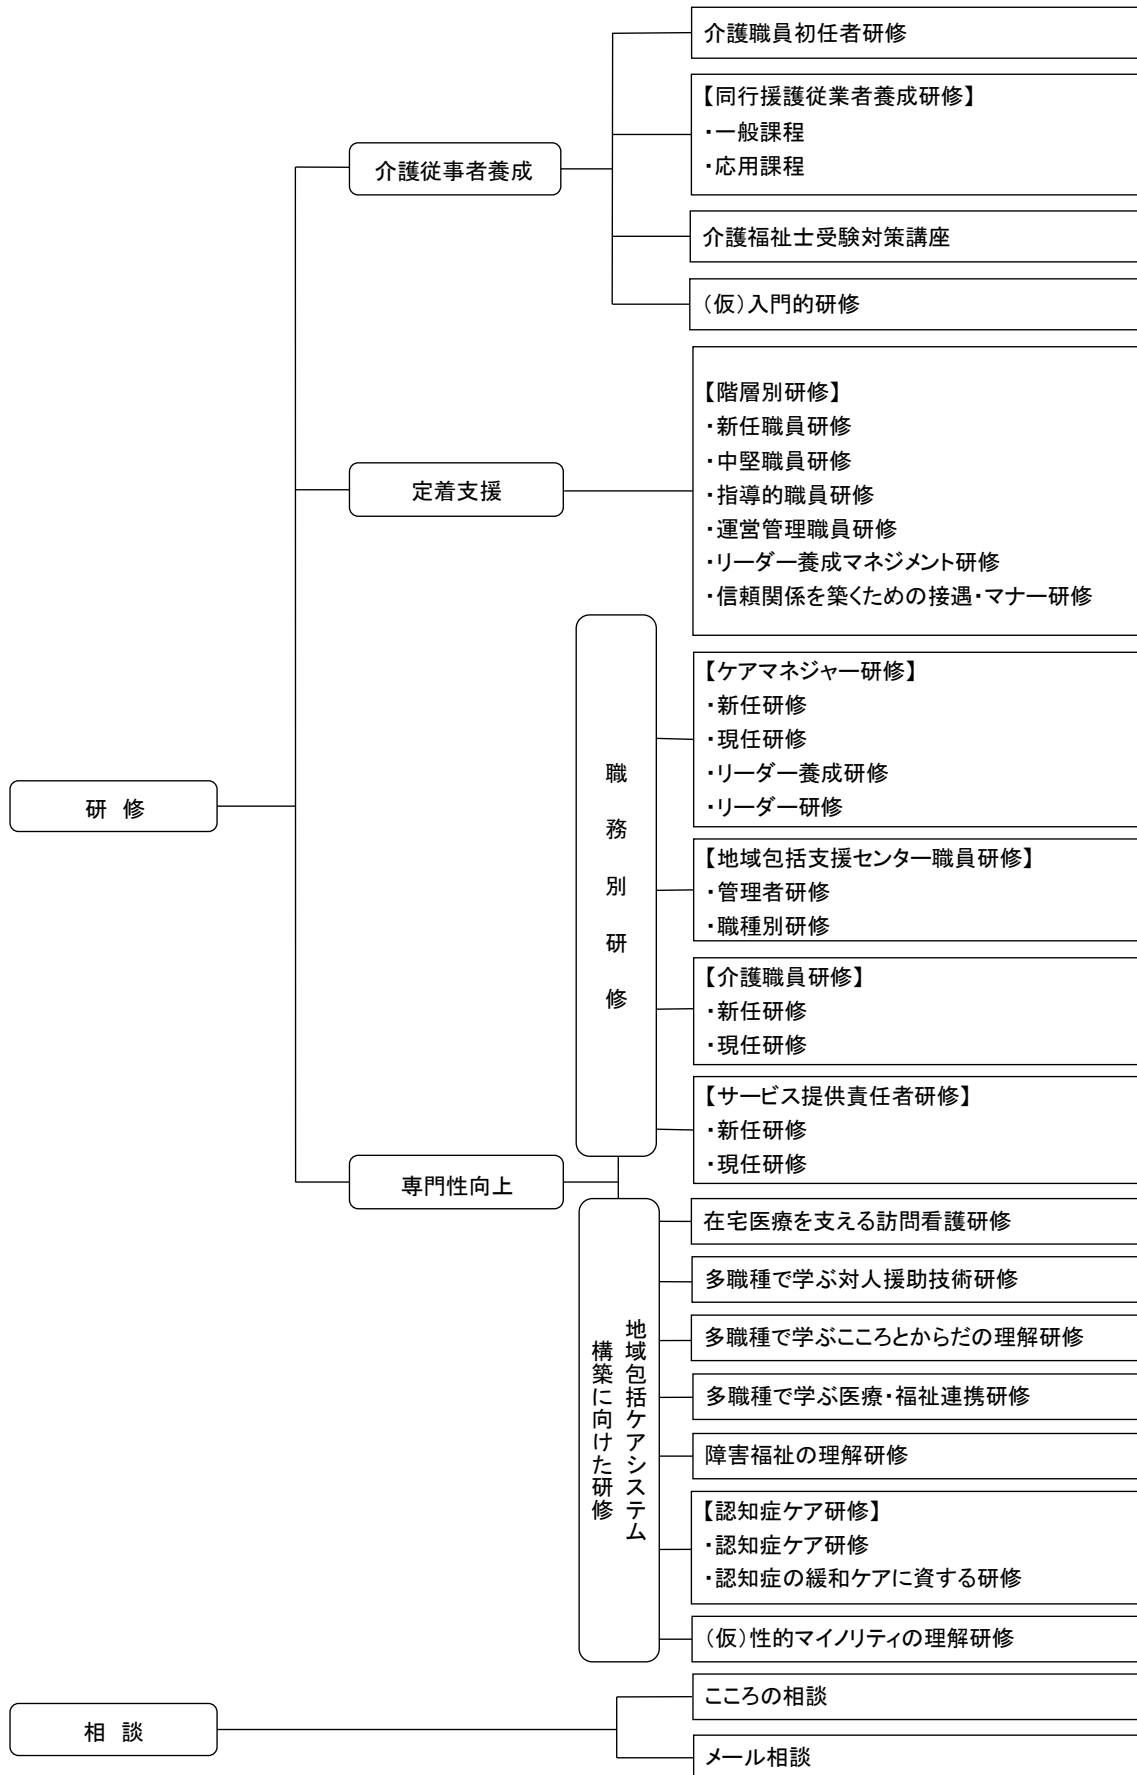 研 修
介護従事者養成
介護職員初任者研修
【同行援護従業者養成研修】
・一般課程
・応用課程
介護福祉士受験対策講座
(仮)入門的研修
定着支援
【階層別研修】
・新任職員研修
・中堅職員研修
・指導的職員研修
・運営管理職員研修
・リーダー養成マネジメント研修
・信頼関係を築くための接遇・マナー研修
専門性向上
職務別研修
【ケアマネジャー研修】
・新任研修
・現任研修
・リーダー養成研修
・リーダー研修
【地域包括支援センター職員研修】
・管理者研修
・職種別研修
【介護職員研修】
・新任研修
・現任研修
【サービス提供責任者研修】
・新任研修
・現任研修
地域包括ケアシステム
構築に向けた研修
在宅医療を支える訪問看護研修
多職種で学ぶ対人援助技術研修
多職種で学ぶこころとからだの理解研修
多職種で学ぶ医療・福祉連携研修
障害福祉の理解研修
【認知症ケア研修】
・認知症ケア研修
・認知症の緩和ケアに資する研修
(仮)性的マイノリティの理解研修
相 談
こころの相談
メール相談